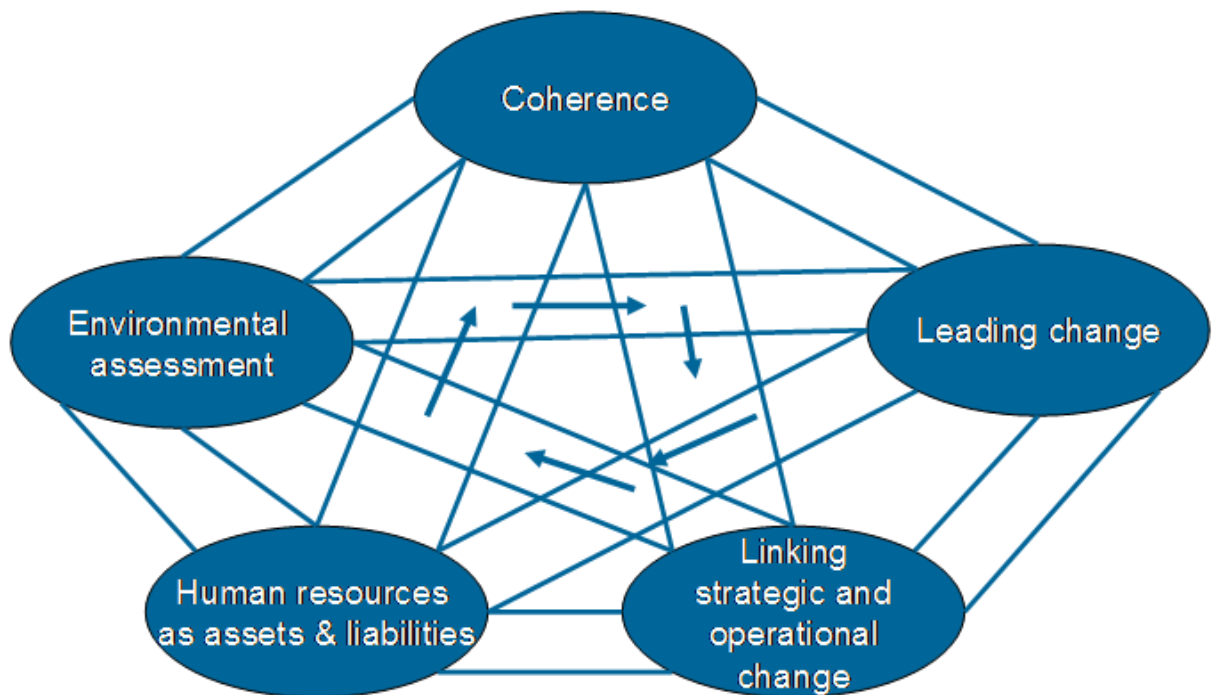 Coherence
Environmental
assessment
Leading change
Human resources
as assets & liabilities
Linking
strategic and
operational
change